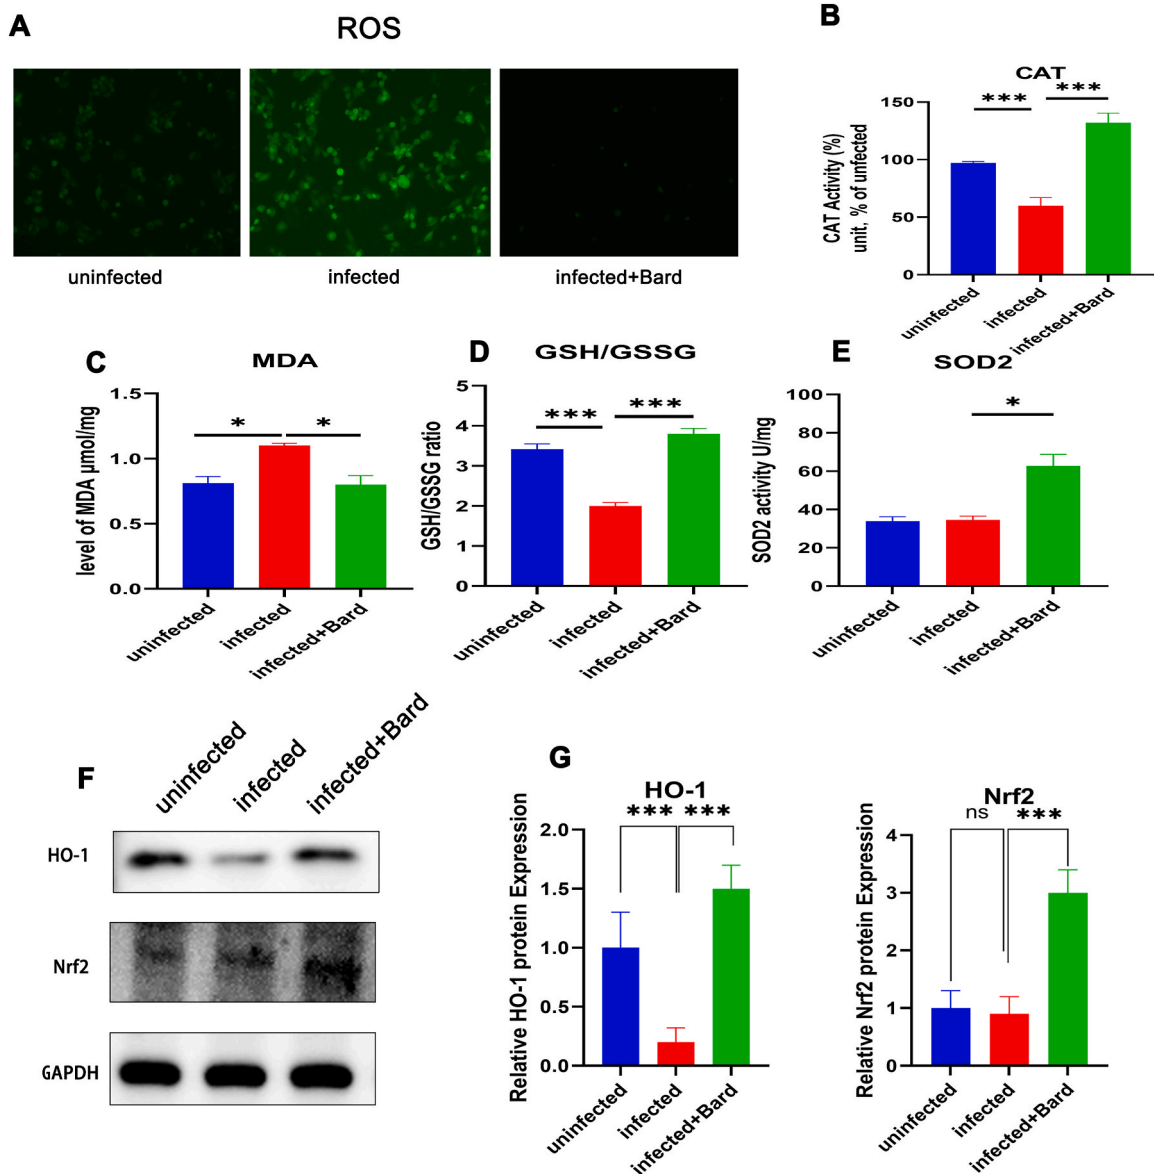 A
ROS
uninfected
infected
infected+Bard
B
CAT
***
***
CAT Activity (%)
unit, % of unfected
150
100
50
0
uninfected
infected
infected+Bard
C
MDA
*
*
level of MDA µmol/mg
1.5
1.0
0.5
0.0
uninfected
infected
infected+Bard
D
GSH/GSSG
***
***
GSH/GSSG ratio
5
4
3
2
1
0
uninfected
infected
infected+Bard
E
SOD2
*
SOD2 activity U/mg
100
80
60
40
20
0
uninfected
infected
infected+Bard
F
uninfected
infected
infected+Bard
HO-1
Nrf2
GAPDH
G
HO-1
***
***
Relative HO-1 protein Expression
2.0
1.5
1.0
0.5
0.0
uninfected
infected
infected+Bard
Nrf2
ns
***
Relative Nrf2 protein Expression
4
3
2
1
0
uninfected
infected
infected+Bard